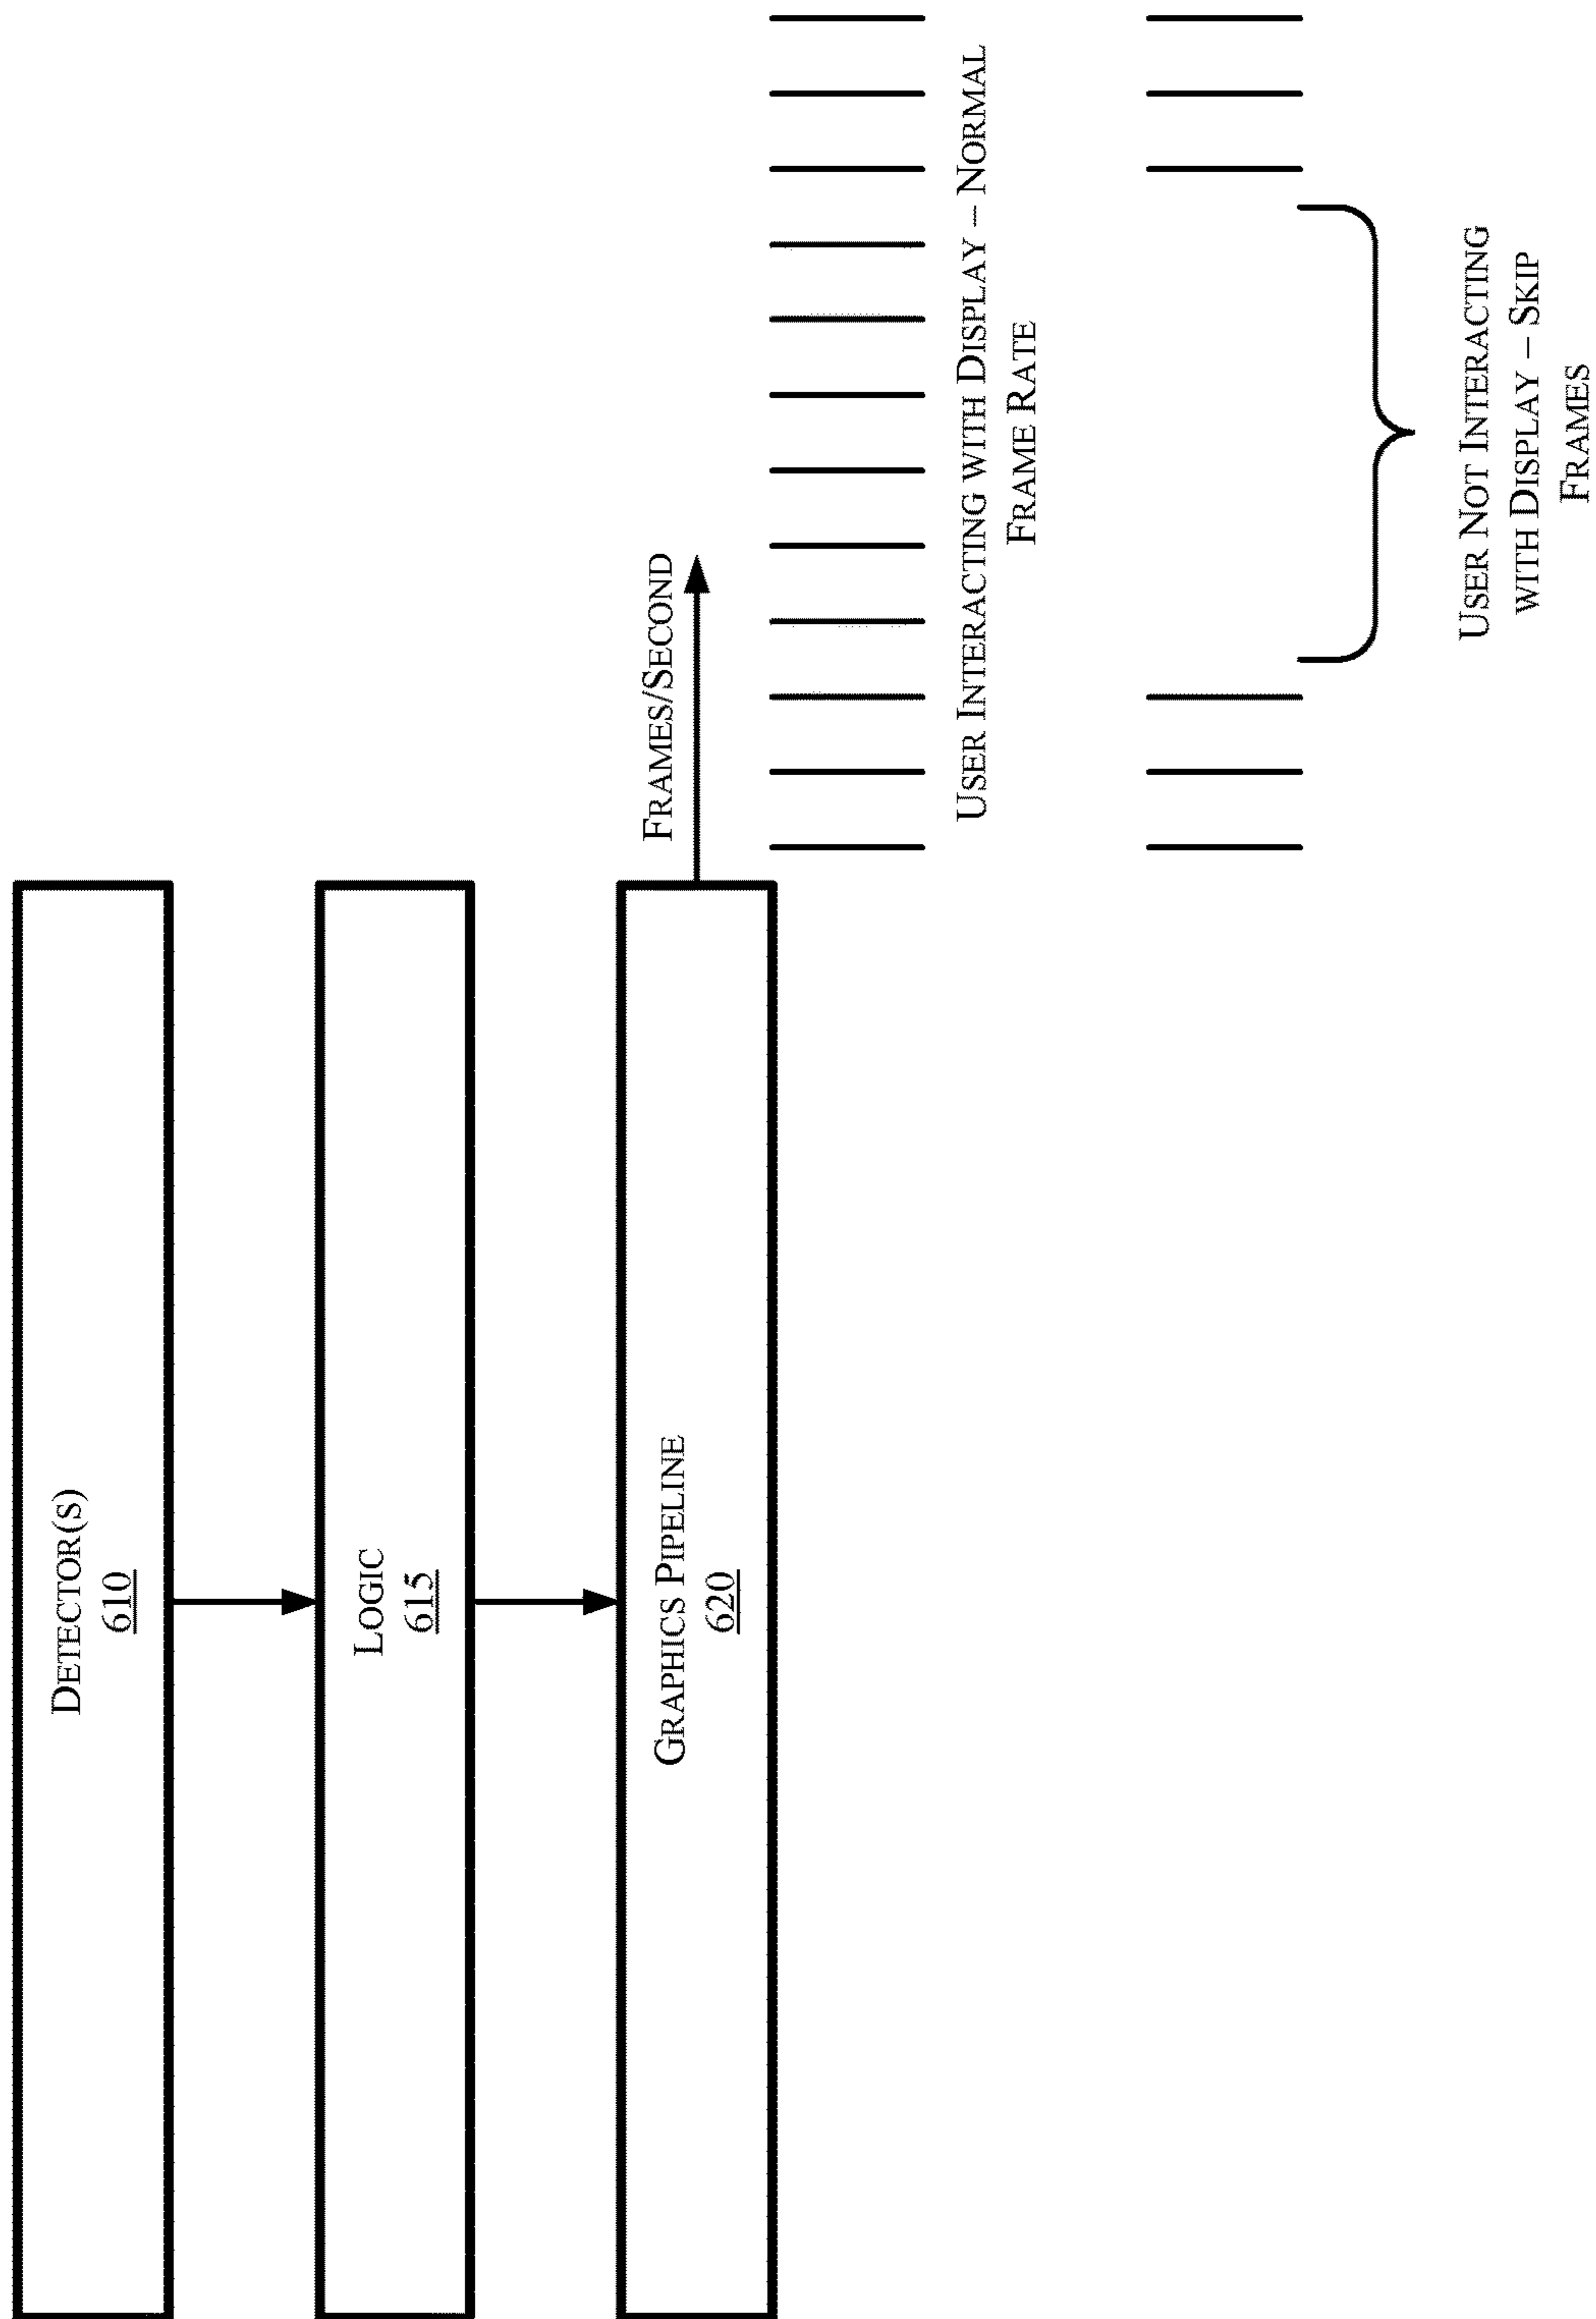 DETECTOR(S)
610
LOGIC
615
GRAPHICS PIPELINE
620
FRAMES/SECOND
USER INTERACTING WITH DISPLAY – NORMAL
FRAME RATE
USER NOT INTERACTING
WITH DISPLAY – SKIP
FRAMES